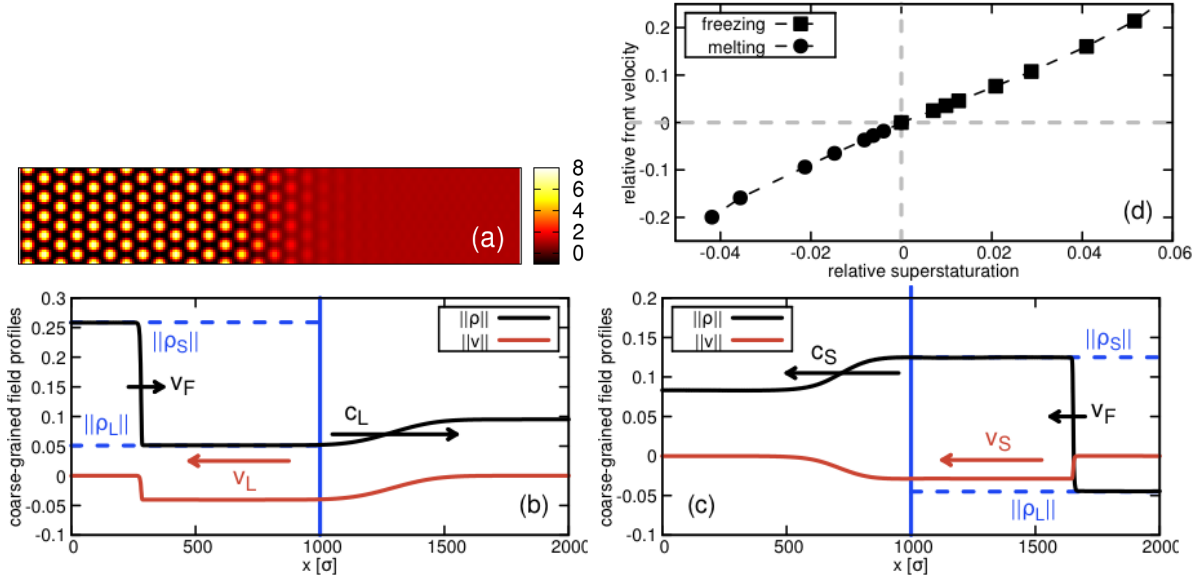 8
6
4
2
0
(a)
0.2
0.1
0
-0.1
-0.2
relative front velocity
freezing
melting
(d)
-0.04 -0.02 0 0.02 0.04 0.06
relative superstaturation
0.3
0.25
0.2
0.15
0.1
0.05
0
-0.05
-0.1
coarse-grained field profiles
||ρ||
||v||
||ρS||
vF
||ρL||
cL
vL
(b)
0 500 1000 1500 2000
x [σ]
0.2
0.15
0.10
0.05
0
-0.05
-0.1
coarse-grained field profiles
||ρ||
||v||
||ρS||
cS
vF
vS
||ρL||
(c)
0 500 1000 1500 2000
x [σ]